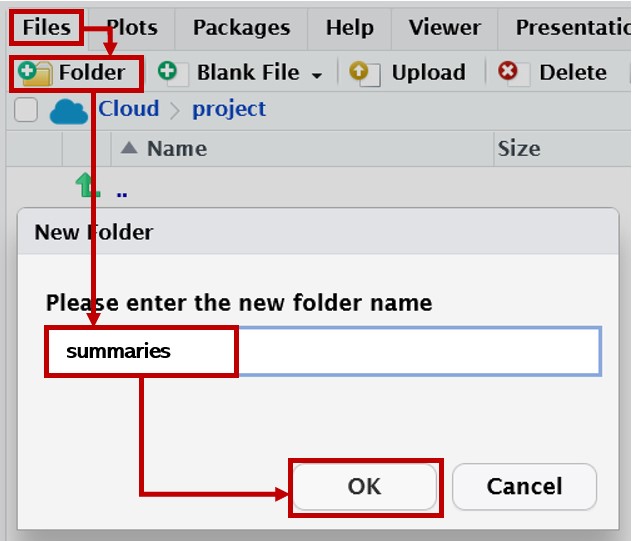 Files Plots Packages Help Viewer Presentatio
Folder Blank File Upload Delete
Cloud project
Name Size
..
New Folder
Please enter the new folder name
summaries
OK Cancel